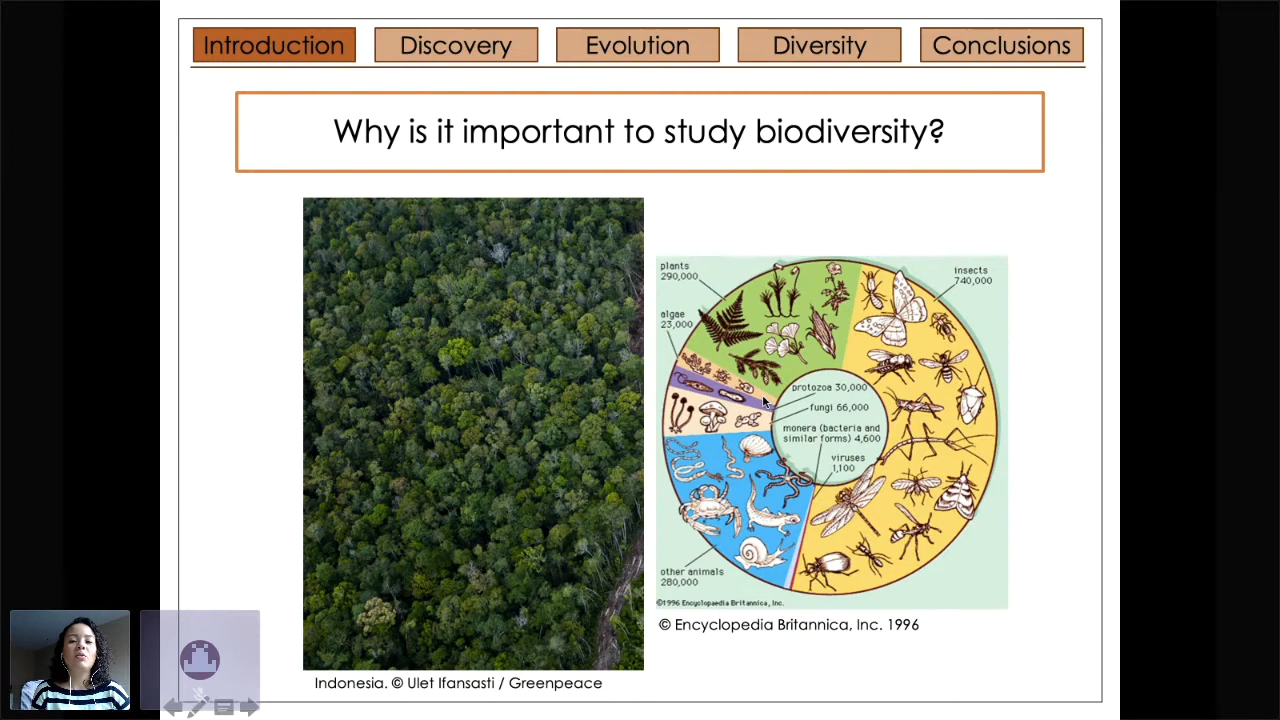 Introduction
Discovery
Evolution
Diversity
Conclusions
Why is it important to study biodiversity?
plants
290,000
insects
740,000
algae
23,000
protozoa 30,000
fungi 66,000
monera (bacteria and
similar forms) 4,600
viruses
1,100
other animals
280,000
©1996 Encyclopaedia Britannica, Inc.
© Encyclopedia Britannica, Inc. 1996
Indonesia. © Ulet Ifansasti / Greenpeace